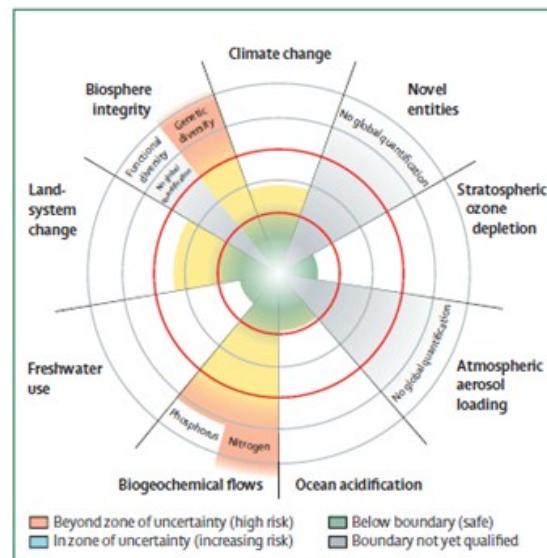 Climate change
Biosphere
integrity
Novel
entities
Genetic
diversity
Functional
diversity
No global
quantification
No global quantification
Land-
system
change
Stratospheric
ozone
depletion
Freshwater
use
No global quantification
Atmospheric
aerosol
loading
Phosphorus
Nitrogen
Biogeochemical flows
Ocean acidification
Beyond zone of uncertainty (high risk)
Below boundary (safe)
In zone of uncertainty (increasing risk)
Boundary not yet qualified